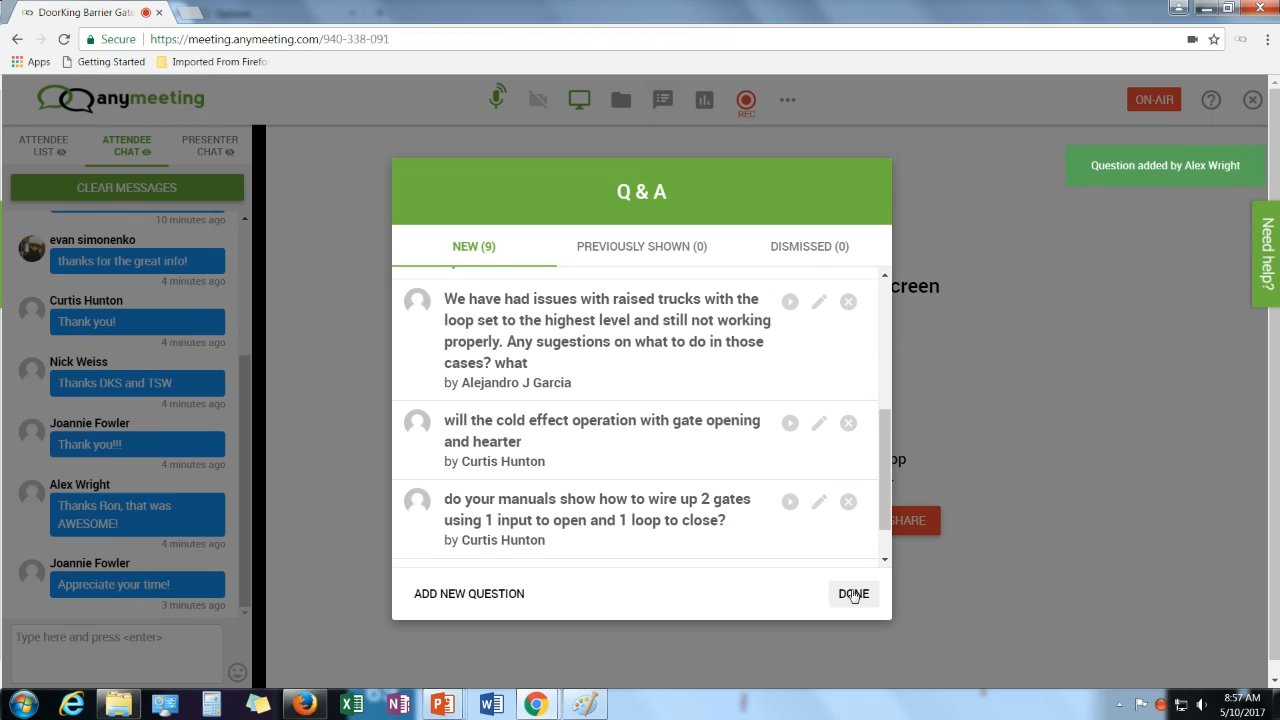 DoorKing Barrier Gate
Secure
https://meeting.anymeeting.com/940-338-091
Apps
Getting Started
Imported From Firefo
anymeeting
REC
ON-AIR
ATTENDEE
LIST
ATTENDEE
CHAT
PRESENTER
CHAT
CLEAR MESSAGES
10 minutes ago
evan simonenko
thanks for the great info!
4 minutes ago
Curtis Hunton
Thank you!
4 minutes ago
Nick Weiss
Thanks DKS and TSW
4 minutes ago
Joannie Fowler
Thank you!!!
4 minutes ago
Alex Wright
Thanks Ron, that was
AWESOME!
4 minutes ago
Joannie Fowler
Appreciate your time!
3 minutes ago
Type here and press <enter>
Q & A
NEW (9)
PREVIOUSLY SHOWN (0)
DISMISSED (0)
We have had issues with raised trucks with the
loop set to the highest level and still not working
properly. Any sugestions on what to do in those
cases? what
by Alejandro J Garcia
will the cold effect operation with gate opening
and hearter
by Curtis Hunton
do your manuals show how to wire up 2 gates
using 1 input to open and 1 loop to close?
by Curtis Hunton
ADD NEW QUESTION
DONE
Question added by Alex Wright
Need help?
creen
op
SHARE
8:57 AM
5/10/2017